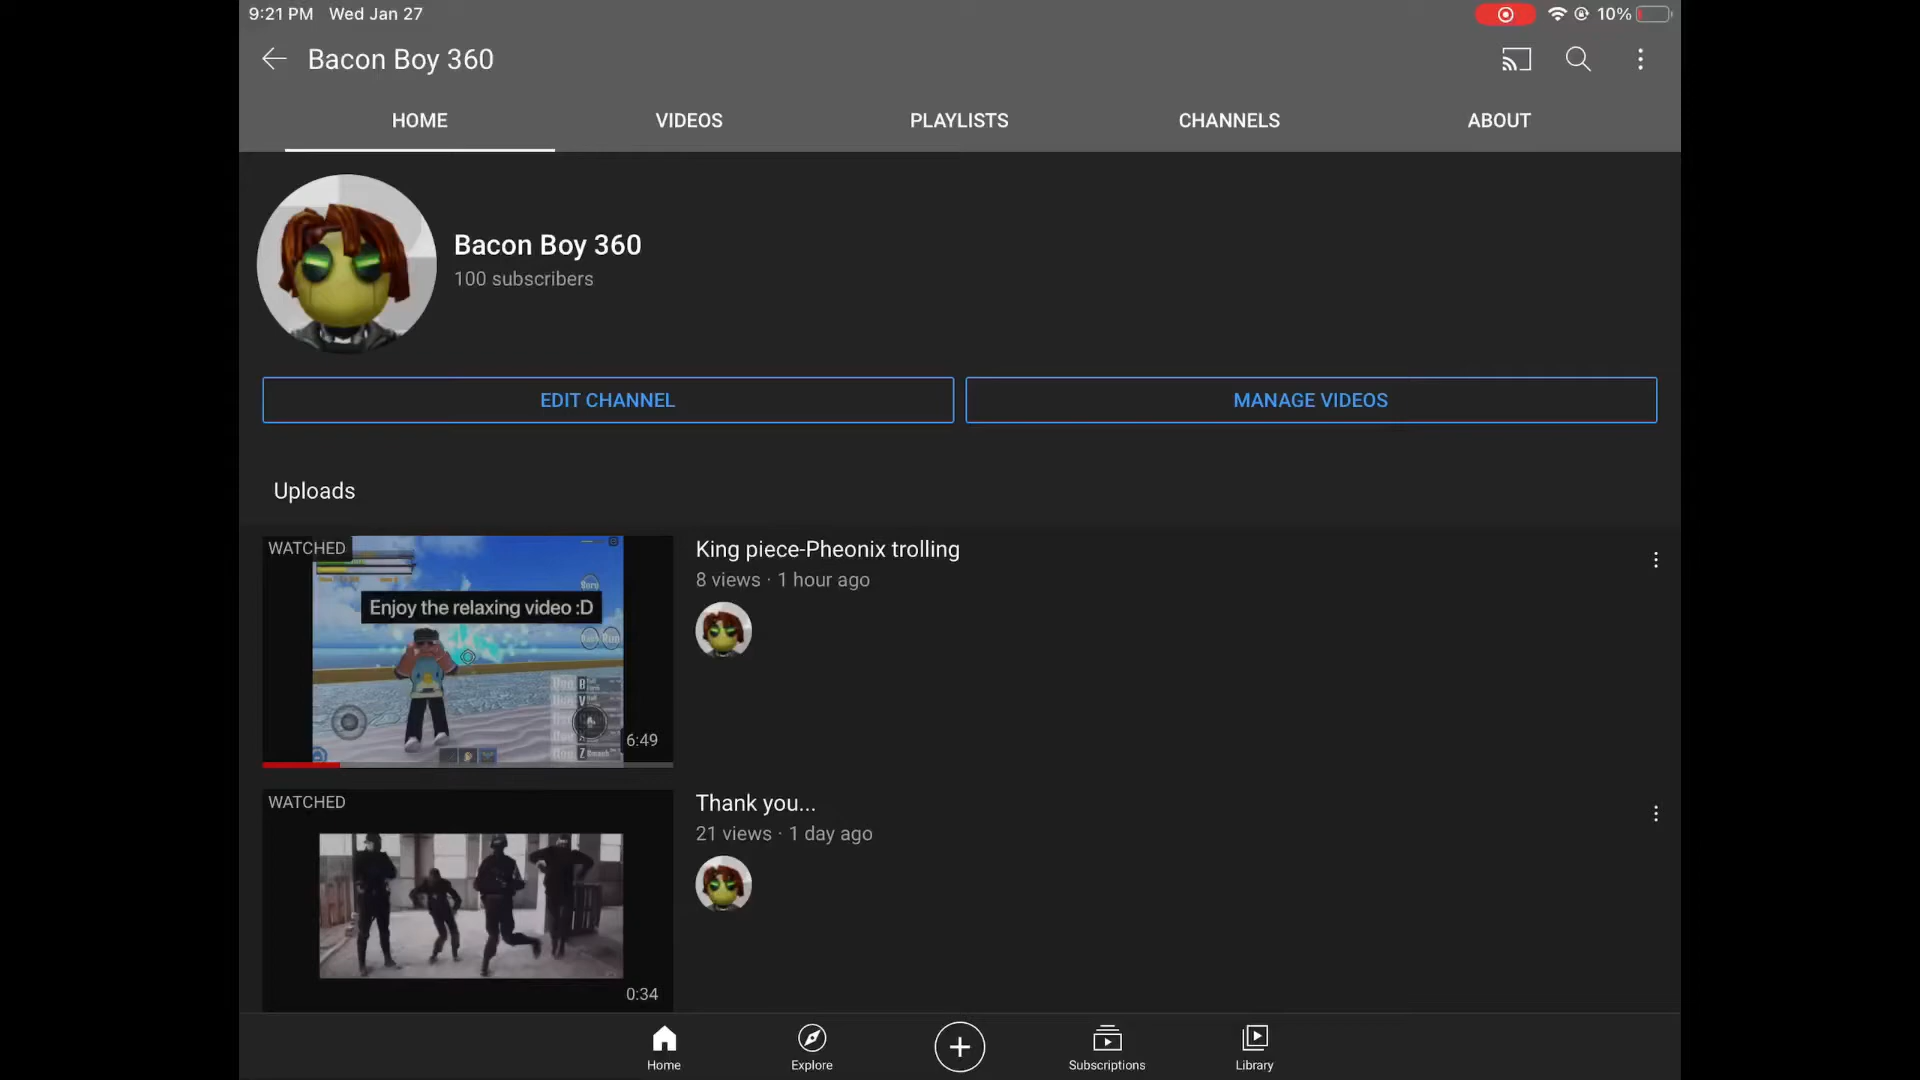 9:21 PM Wed Jan 27
10%
Bacon Boy 360
HOME VIDEOS PLAYLISTS CHANNELS ABOUT
Bacon Boy 360
100 subscribers
EDIT CHANNEL MANAGE VIDEOS
Uploads
WATCHED
Enjoy the relaxing video :D
6:49
King piece-Pheonix trolling
8 views · 1 hour ago
WATCHED
0:34
Thank you...
21 views · 1 day ago
Home Explore Subscriptions Library